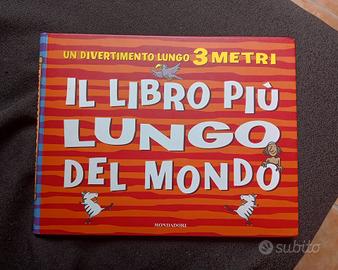 UN DIVERTIMENTO LUNGO 3 METRI
IL LIBRO PIÙ
LUNGO
DEL MONDO
MONDADORI
subito